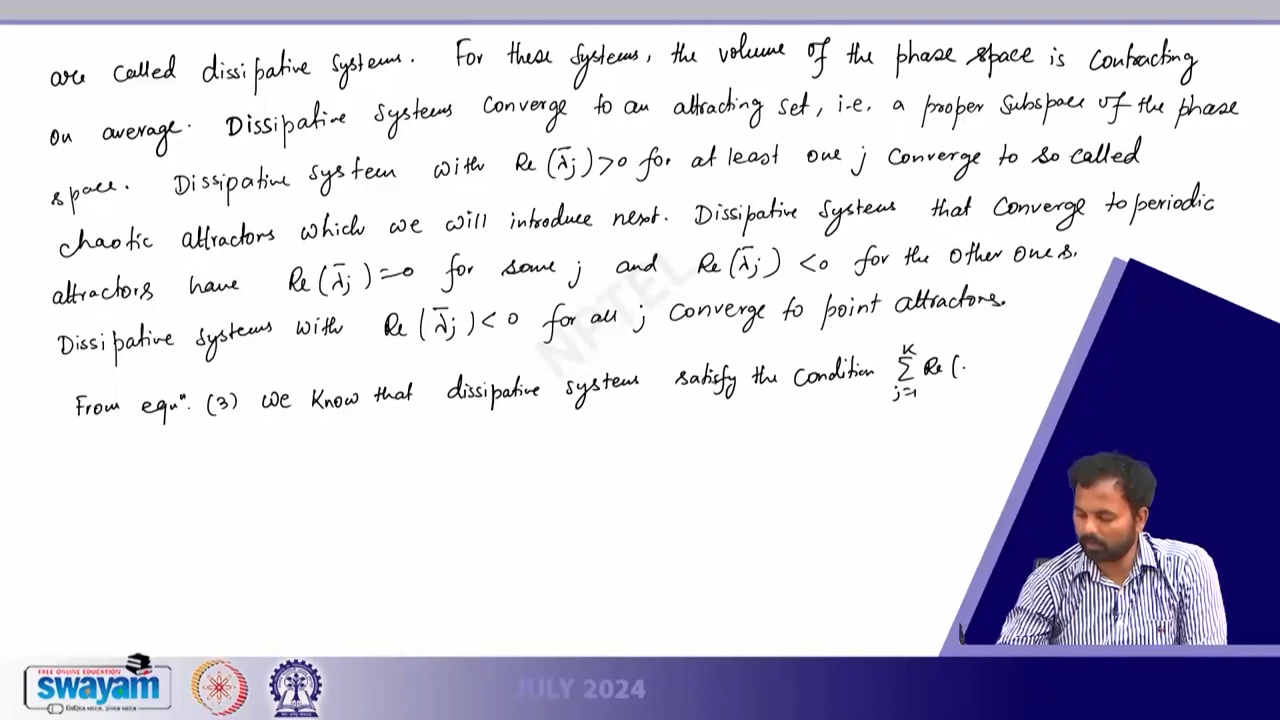 are called dissipative systems. For these systems, the volume of the phase space is contracting
on average. Dissipative systems converge to an attracting set, i.e. a proper subspace of the phase
space. Dissipative system with Re (λ̄j) >0 for at least one j converge to so called
chaotic attractors which we will introduce next. Dissipative systems that converge to periodic
attractors have Re (λ̄j) =0 for some j and Re (λ̄j) <0 for the other ones.
Dissipative systems with Re (λ̄j) < 0 for all j converge to point attractors.
From equⁿ. (3) we know that dissipative systems satisfy the condition ∑_{j=1}^{K} Re (.
NPTEL
FREE ONLINE EDUCATION
swayam
JULY 2024